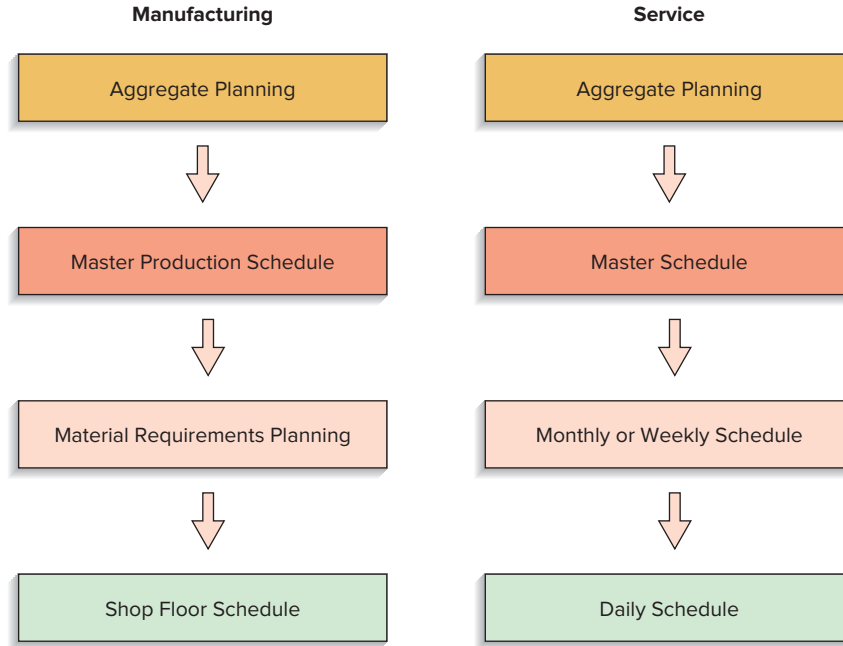 Manufacturing
Aggregate Planning
Master Production Schedule
Material Requirements Planning
Shop Floor Schedule
Service
Aggregate Planning
Master Schedule
Monthly or Weekly Schedule
Daily Schedule